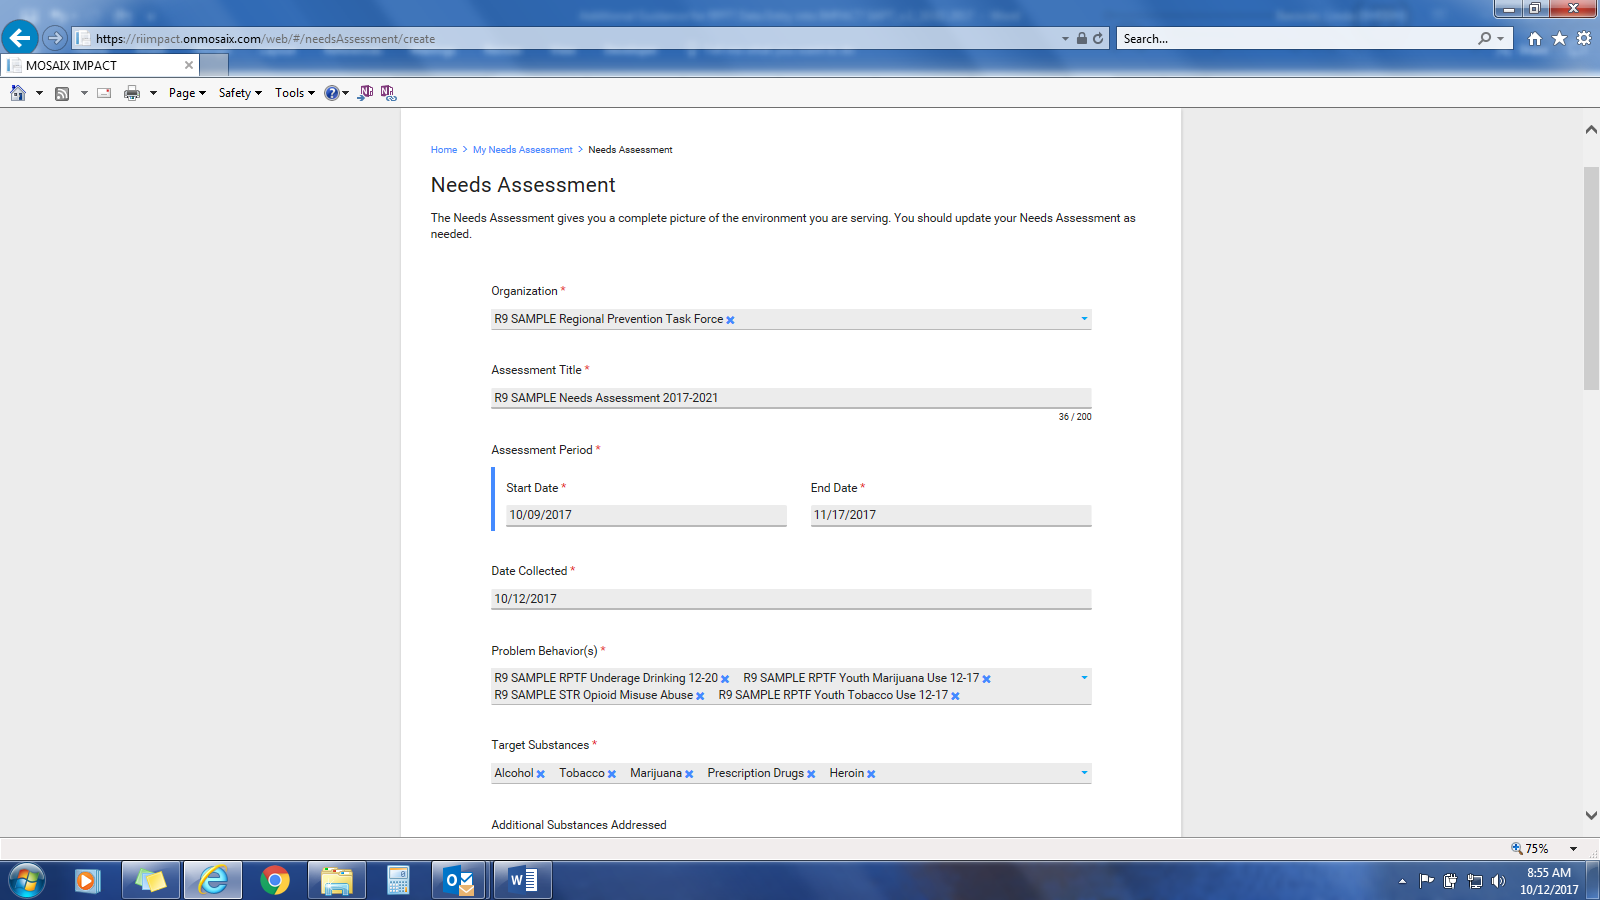 https://riimpact.onmosaix.com/web/#/needsAssessment/create
Search...
MOSAIX IMPACT
Page Safety Tools
Home > My Needs Assessment > Needs Assessment
Needs Assessment
The Needs Assessment gives you a complete picture of the environment you are serving. You should update your Needs Assessment as
needed.
Organization *
R9 SAMPLE Regional Prevention Task Force
Assessment Title *
R9 SAMPLE Needs Assessment 2017-2021
36 / 200
Assessment Period *
Start Date * End Date *
10/09/2017 11/17/2017
Date Collected *
10/12/2017
Problem Behavior(s) *
R9 SAMPLE RPTF Underage Drinking 12-20 R9 SAMPLE RPTF Youth Marijuana Use 12-17
R9 SAMPLE STR Opioid Misuse Abuse R9 SAMPLE RPTF Youth Tobacco Use 12-17
Target Substances *
Alcohol Tobacco Marijuana Prescription Drugs Heroin
Additional Substances Addressed
75%
8:55 AM
10/12/2017